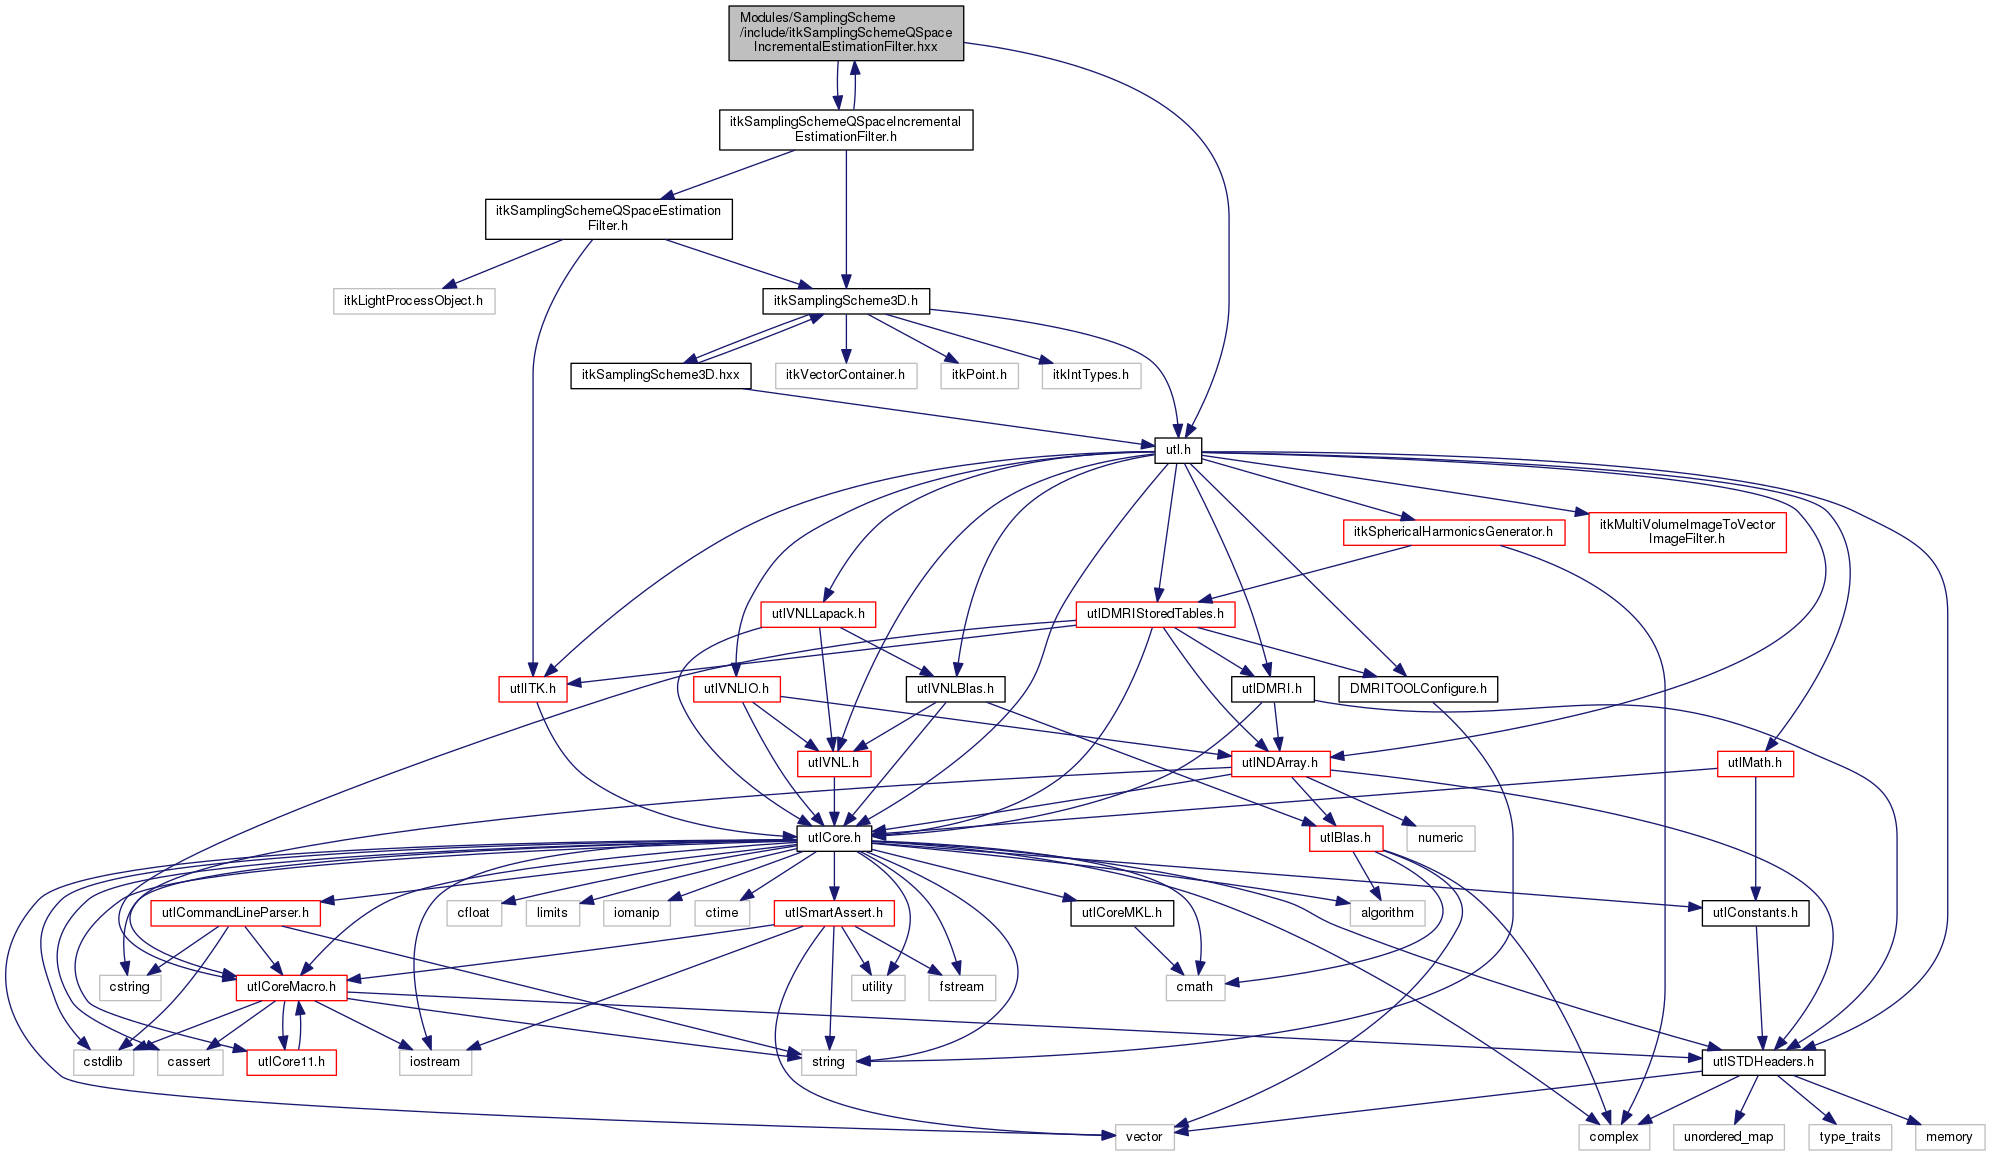 Modules/SamplingScheme
/include/itkSamplingSchemeQSpace
IncrementalEstimationFilter.hxx
itkSamplingSchemeQSpaceIncremental
EstimationFilter.h
itkSamplingSchemeQSpaceEstimation
Filter.h
itkLightProcessObject.h
itkSamplingScheme3D.h
itkSamplingScheme3D.hxx
itkVectorContainer.h
itkPoint.h
itkIntTypes.h
utl.h
itkSphericalHarmonicsGenerator.h
itkMultiVolumeImageToVector
ImageFilter.h
utlVNLLapack.h
utlDMRIStoredTables.h
utlITK.h
utlVNLIO.h
utlVNLBlas.h
utlDMRI.h
DMRITOOLConfigure.h
utlVNL.h
utlNDArray.h
utlMath.h
utlCore.h
utlBlas.h
numeric
utlCommandLineParser.h
cfloat
limits
iomanip
ctime
utlSmartAssert.h
utlCoreMKL.h
algorithm
utlConstants.h
cstring
utlCoreMacro.h
utility
fstream
cmath
cstdlib
cassert
utlCore11.h
iostream
string
utlSTDHeaders.h
vector
complex
unordered_map
type_traits
memory